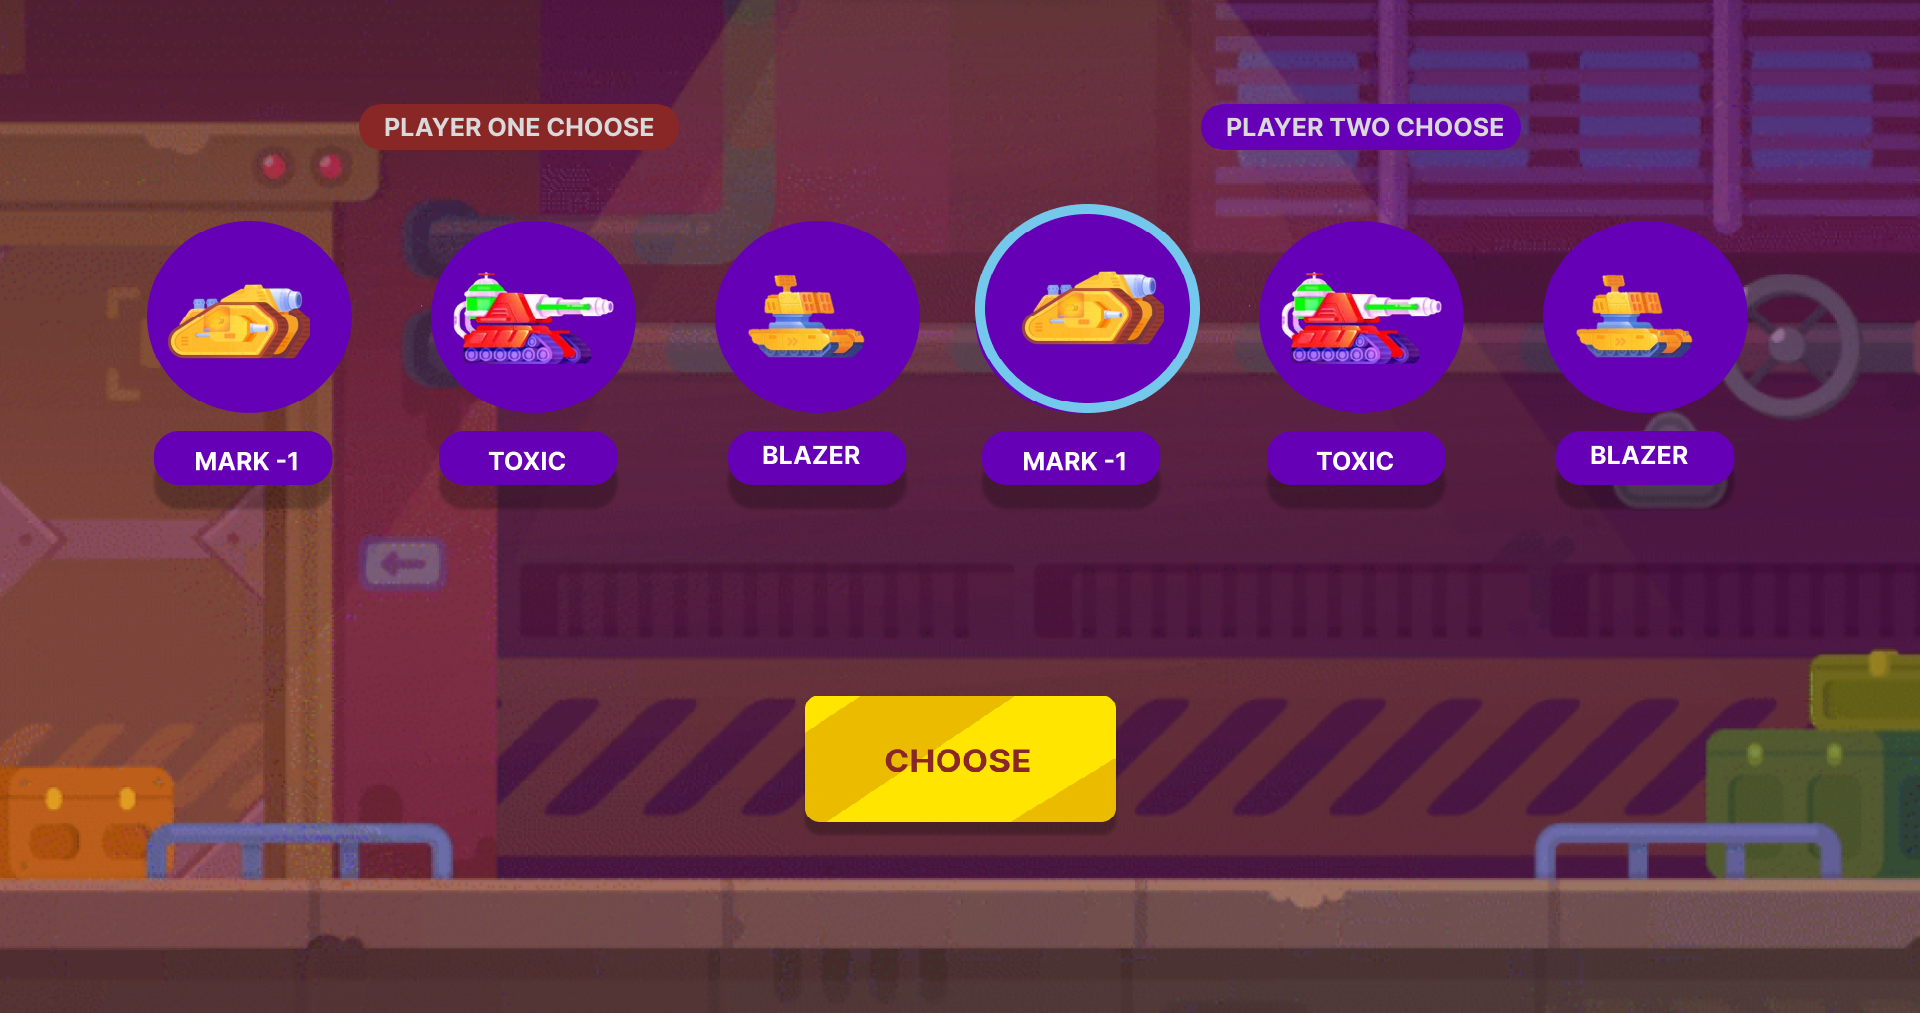 PLAYER ONE CHOOSE
PLAYER TWO CHOOSE
MARK -1
TOXIC
BLAZER
MARK -1
TOXIC
BLAZER
CHOOSE